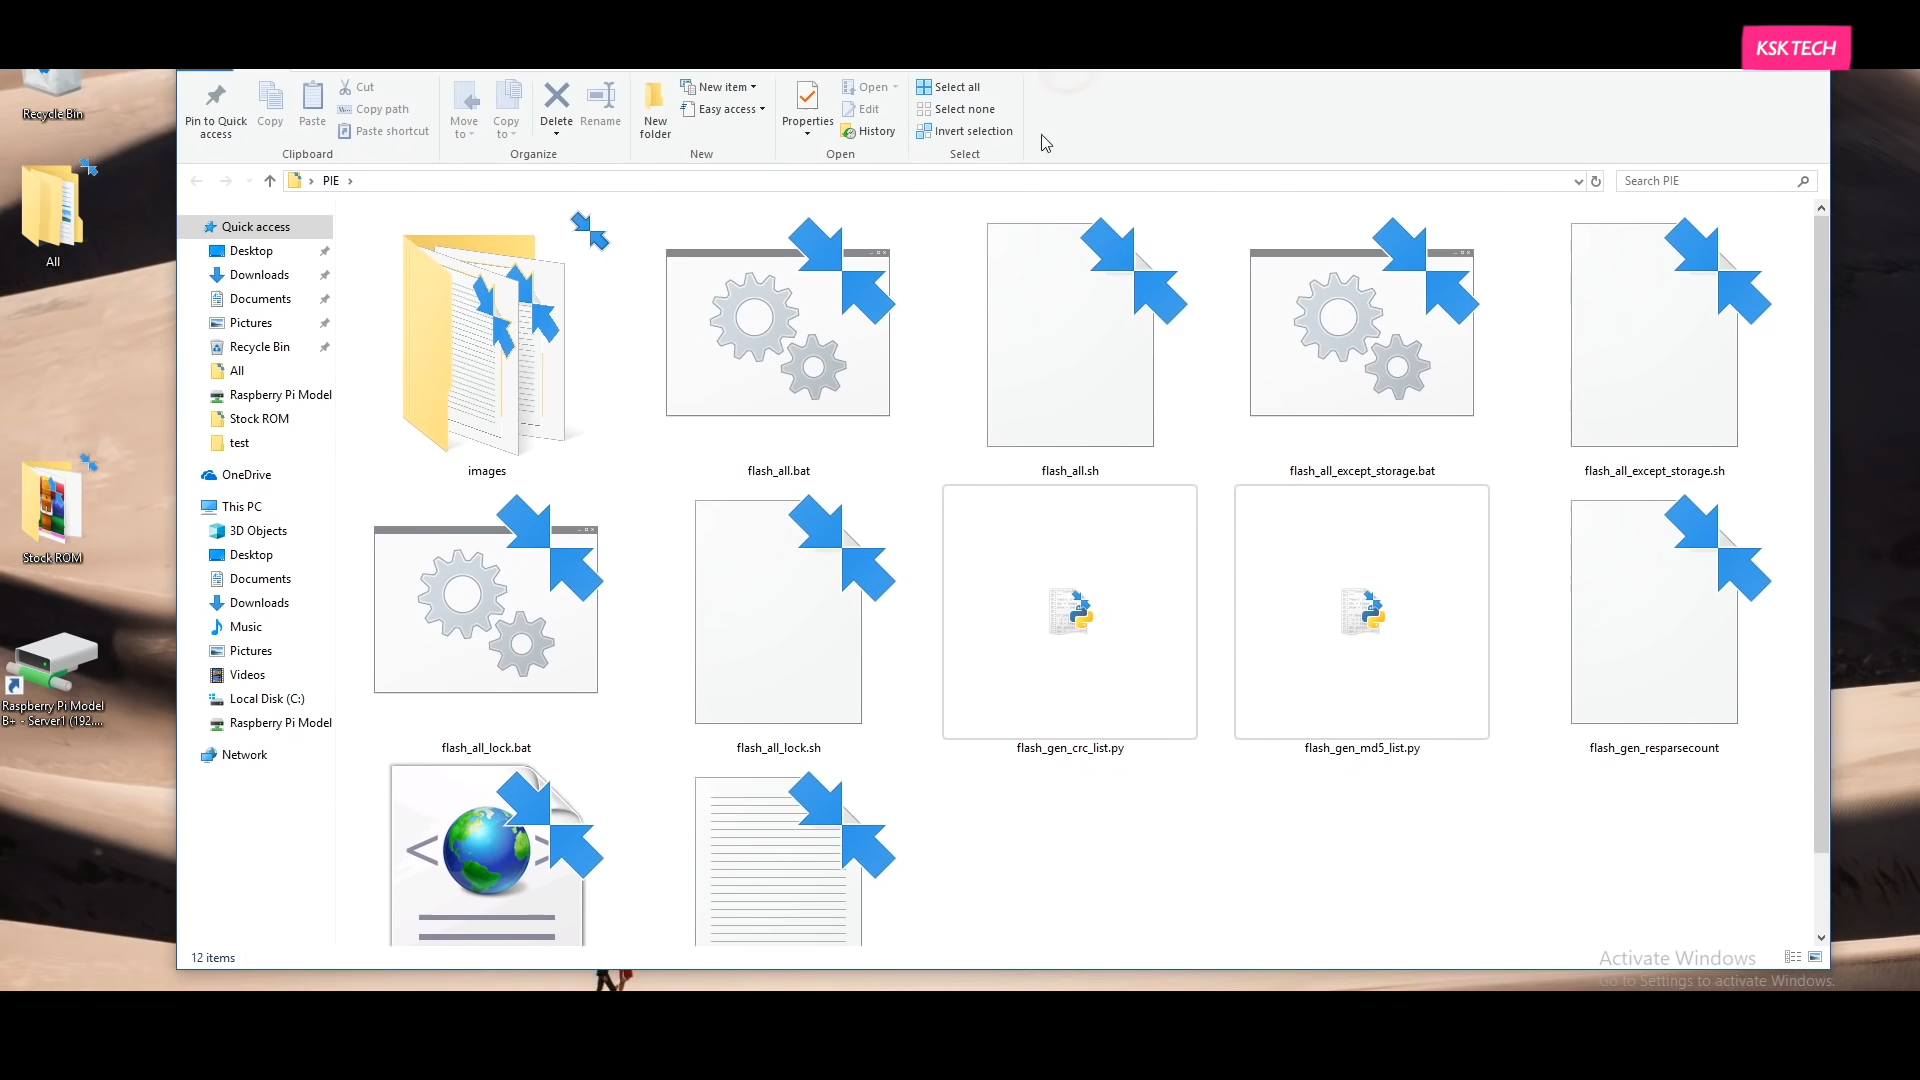 KSK TECH
Recycle Bin
All
Stock ROM
Raspberry Pi Model
B+ - Server1 (192....
Pin to Quick
access
Copy
Paste
Cut
Copy path
Paste shortcut
Clipboard
Move
to
Copy
to
Delete
Rename
Organize
New
folder
New item
Easy access
New
Properties
Open
Edit
History
Open
Select all
Select none
Invert selection
Select
PIE
Search PIE
Quick access
Desktop
Downloads
Documents
Pictures
Recycle Bin
All
Raspberry Pi Model
Stock ROM
test
OneDrive
This PC
3D Objects
Desktop
Documents
Downloads
Music
Pictures
Videos
Local Disk (C:)
Raspberry Pi Model
Network
images
flash_all.bat
flash_all.sh
flash_all_except_storage.bat
flash_all_except_storage.sh
flash_all_lock.bat
flash_all_lock.sh
flash_gen_crc_list.py
flash_gen_md5_list.py
flash_gen_resparsecount
12 items
Activate Windows
Go to Settings to activate Windows.